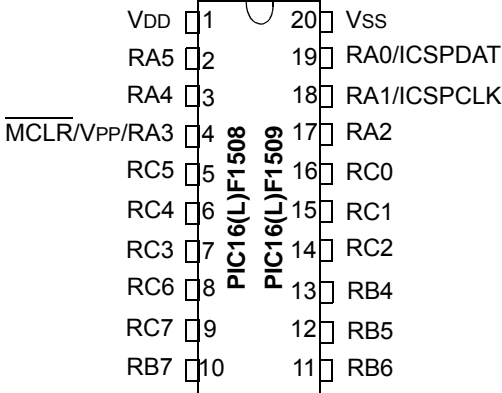 VDD 1 20 VSS
RA5 2 19 RA0/ICSPDAT
RA4 3 18 RA1/ICSPCLK
MCLR/VPP/RA3 4 17 RA2
RC5 5 16 RC0
RC4 6 15 RC1
RC3 7 14 RC2
RC6 8 13 RB4
RC7 9 12 RB5
RB7 10 11 RB6
PIC16(L)F1508
PIC16(L)F1509